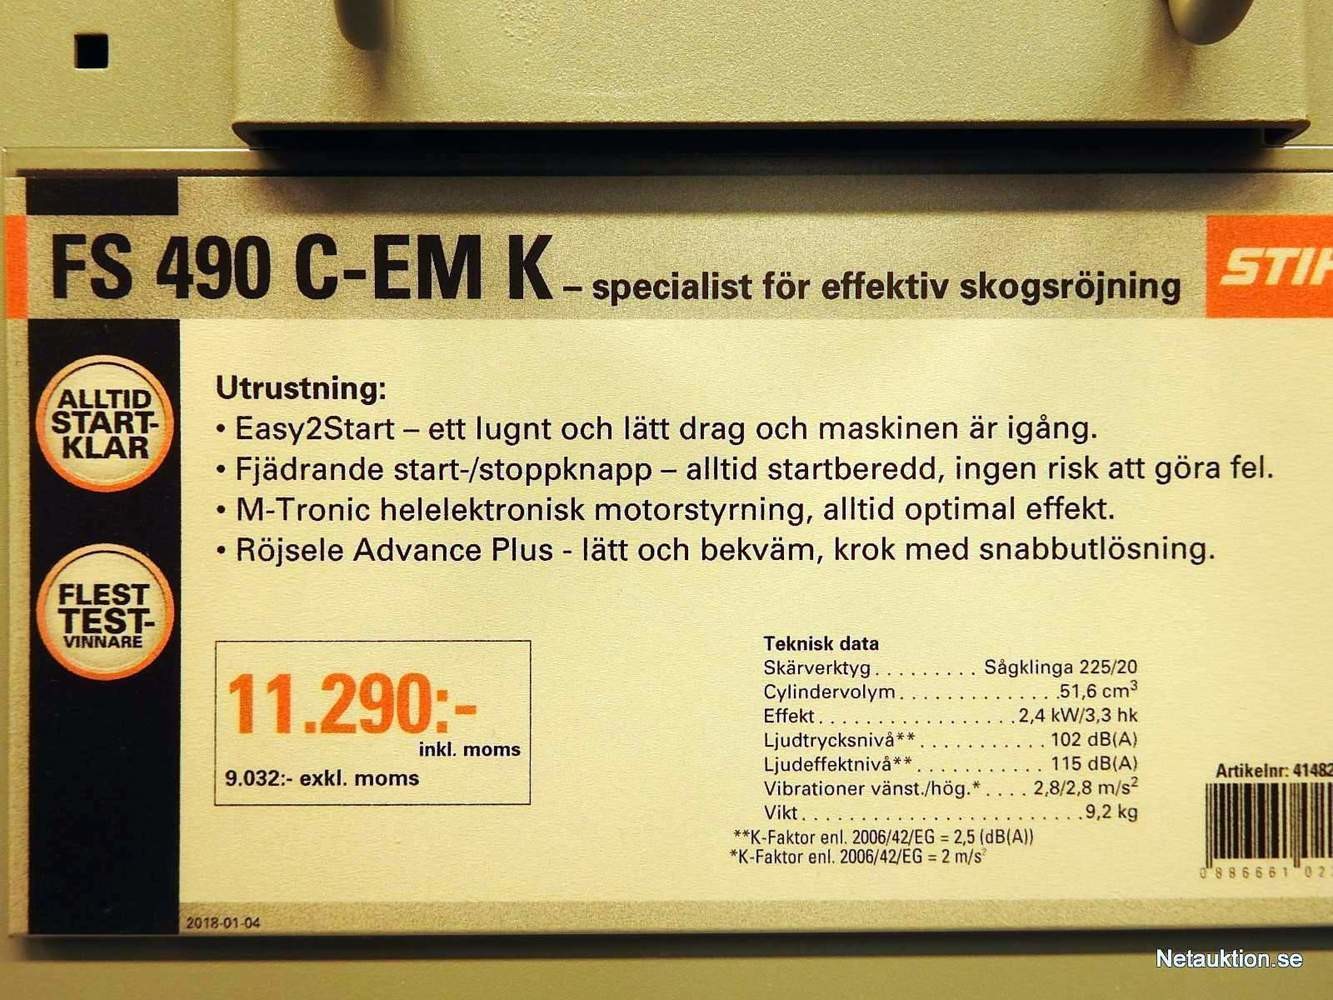 FS 490 C-EM K – specialist för effektiv skogsröjning
ALLTID
START-
KLAR
FLEST
TEST-
VINNARE
Utrustning:
• Easy2Start – ett lugnt och lätt drag och maskinen är igång.
• Fjädrande start-/stoppknapp – alltid startberedd, ingen risk att göra fel.
• M-Tronic helelektronisk motorstyrning, alltid optimal effekt.
• Röjsele Advance Plus - lätt och bekväm, krok med snabbutlösning.
11.290:-
inkl. moms
9.032:- exkl. moms
Teknisk data
Skärverktyg......... Sågklinga 225/20
Cylindervolym..............51,6 cm³
Effekt..................2,4 kW/3,3 hk
Ljudtrycksnivå**............ 102 dB(A)
Ljudeffektnivå**............ 115 dB(A)
Vibrationer vänst./hög.*.... 2,8/2,8 m/s²
Vikt..........................9,2 kg
**K-Faktor enl. 2006/42/EG = 2,5 (dB(A))
*K-Faktor enl. 2006/42/EG = 2 m/s²
Artikelnr: 41482
0 886661 02
2018-01-04
Netauktion.se